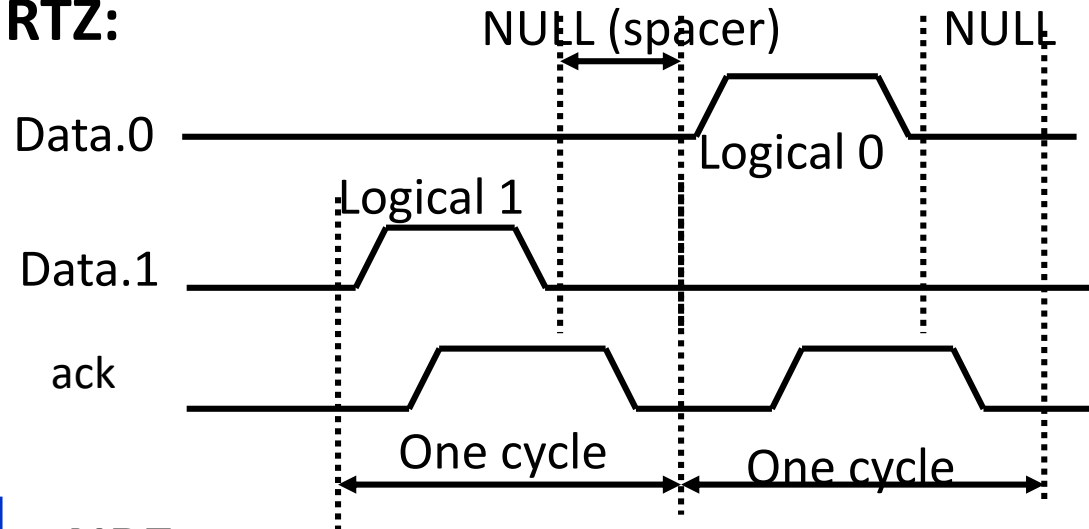 RTZ:
NULL (spacer)
NULL
Data.0
Logical 0
Logical 1
Data.1
ack
One cycle
One cycle